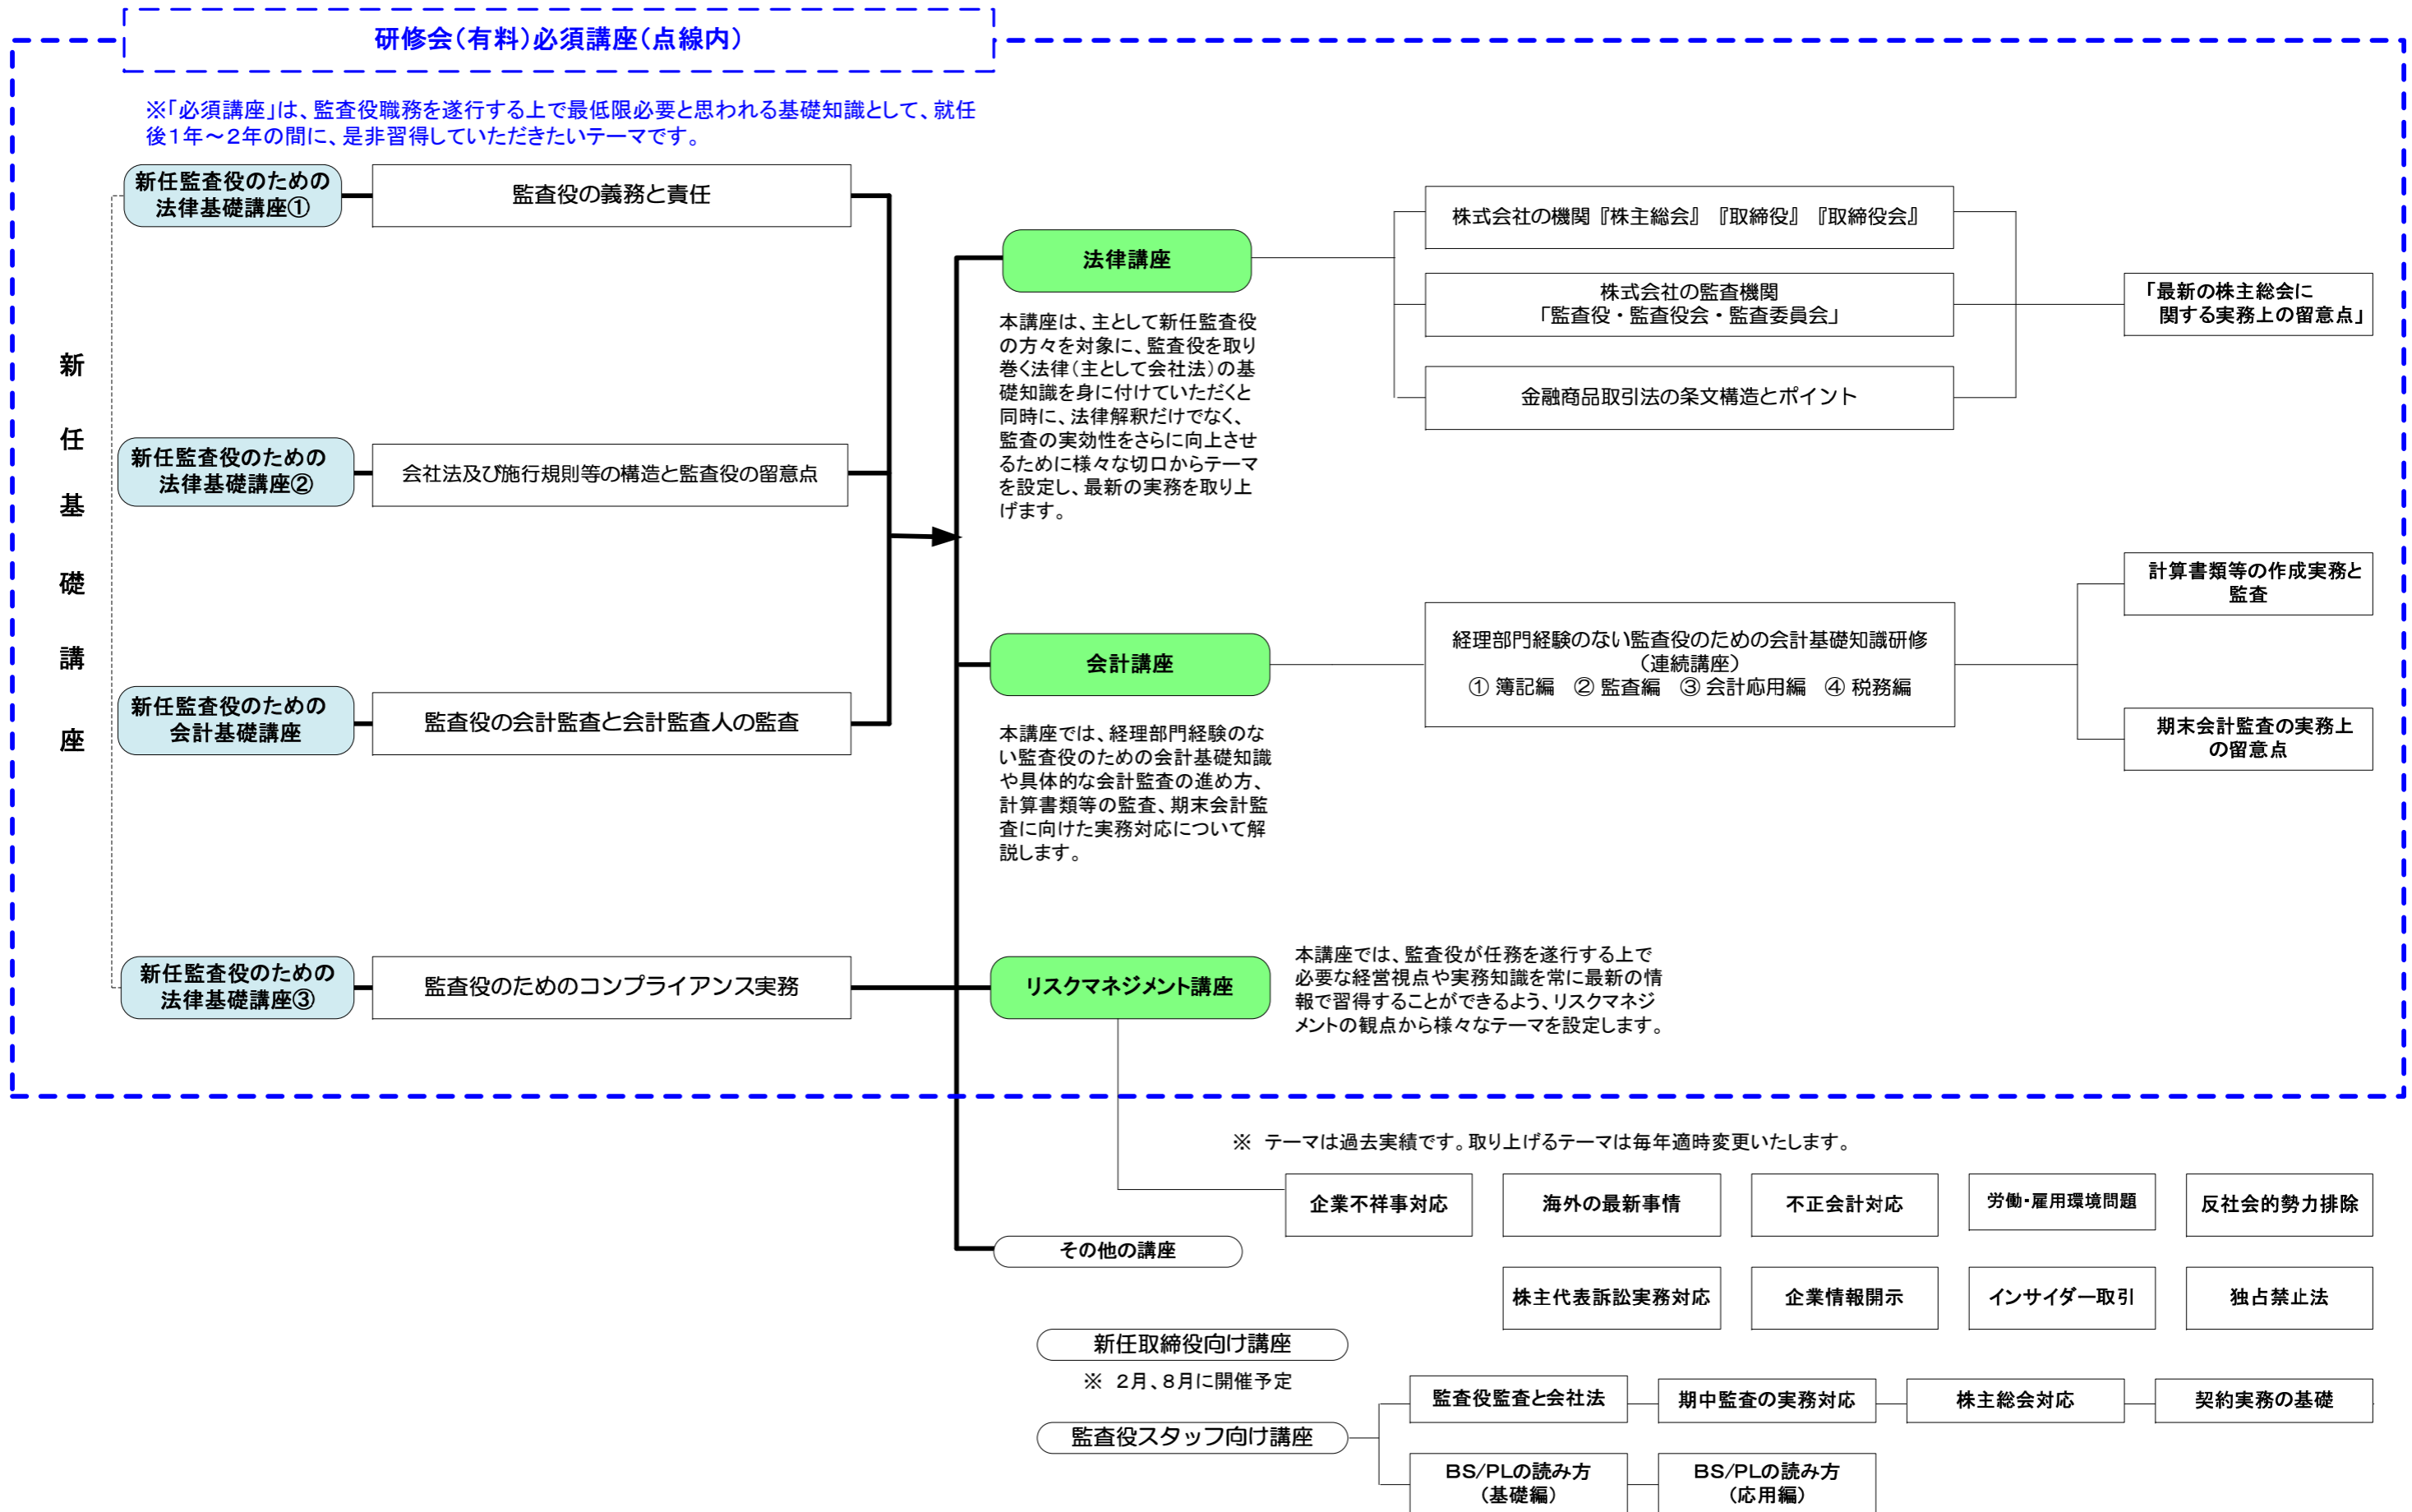 研修会(有料)必須講座(点線内)
※「必須講座」は、監査役職務を遂行する上で最低限必要と思われる基礎知識として、就任
後1年～2年の間に、是非習得していただきたいテーマです。
新任基礎講座
新任監査役のための
法律基礎講座①
監査役の義務と責任
新任監査役のための
法律基礎講座②
会社法及び施行規則等の構造と監査役の留意点
新任監査役のための
会計基礎講座
監査役の会計監査と会計監査人の監査
新任監査役のための
法律基礎講座③
監査役のためのコンプライアンス実務
法律講座
本講座は、主として新任監査役
の方々を対象に、監査役を取り
巻く法律(主として会社法)の基
礎知識を身に付けていただくと
同時に、法律解釈だけでなく、
監査の実効性をさらに向上させ
るために様々な切口からテーマ
を設定し、最新の実務を取り上
げます。
株式会社の機関『株主総会』『取締役』『取締役会』
株式会社の監査機関
「監査役・監査役会・監査委員会」
金融商品取引法の条文構造とポイント
「最新の株主総会に
関する実務上の留意点」
会計講座
本講座では、経理部門経験のな
い監査役のための会計基礎知識
や具体的な会計監査の進め方、
計算書類等の監査、期末会計監
査に向けた実務対応について解
説します。
経理部門経験のない監査役のための会計基礎知識研修
(連続講座)
① 簿記編 ② 監査編 ③ 会計応用編 ④ 税務編
計算書類等の作成実務と
監査
期末会計監査の実務上
の留意点
リスクマネジメント講座
本講座では、監査役が任務を遂行する上で
必要な経営視点や実務知識を常に最新の情
報で習得することができるよう、リスクマネジ
メントの観点から様々なテーマを設定します。
※ テーマは過去実績です。取り上げるテーマは毎年適時変更いたします。
企業不祥事対応
海外の最新事情
不正会計対応
労働・雇用環境問題
反社会的勢力排除
株主代表訴訟実務対応
企業情報開示
インサイダー取引
独占禁止法
その他の講座
新任取締役向け講座
※ 2月、8月に開催予定
監査役スタッフ向け講座
監査役監査と会社法
期中監査の実務対応
株主総会対応
契約実務の基礎
BS/PLの読み方
(基礎編)
BS/PLの読み方
(応用編)